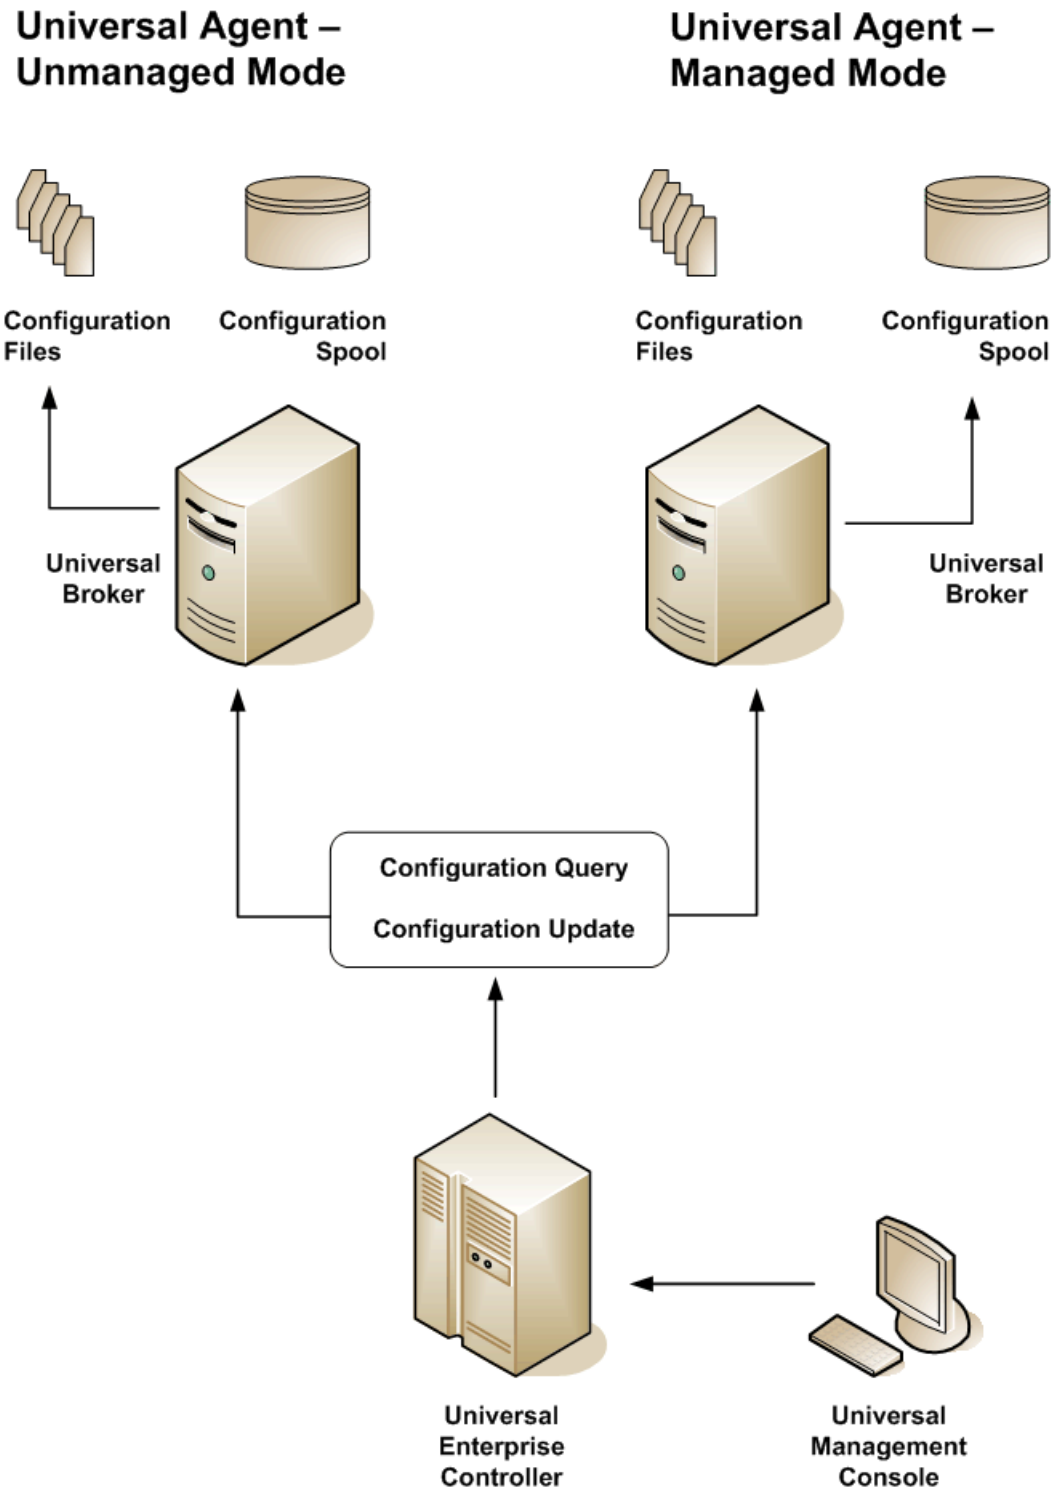 Universal Agent –
Unmanaged Mode
Universal Agent –
Managed Mode
Configuration
Files
Configuration
Spool
Configuration
Files
Configuration
Spool
Universal
Broker
Universal
Broker
Configuration Query
Configuration Update
Universal
Enterprise
Controller
Universal
Management
Console